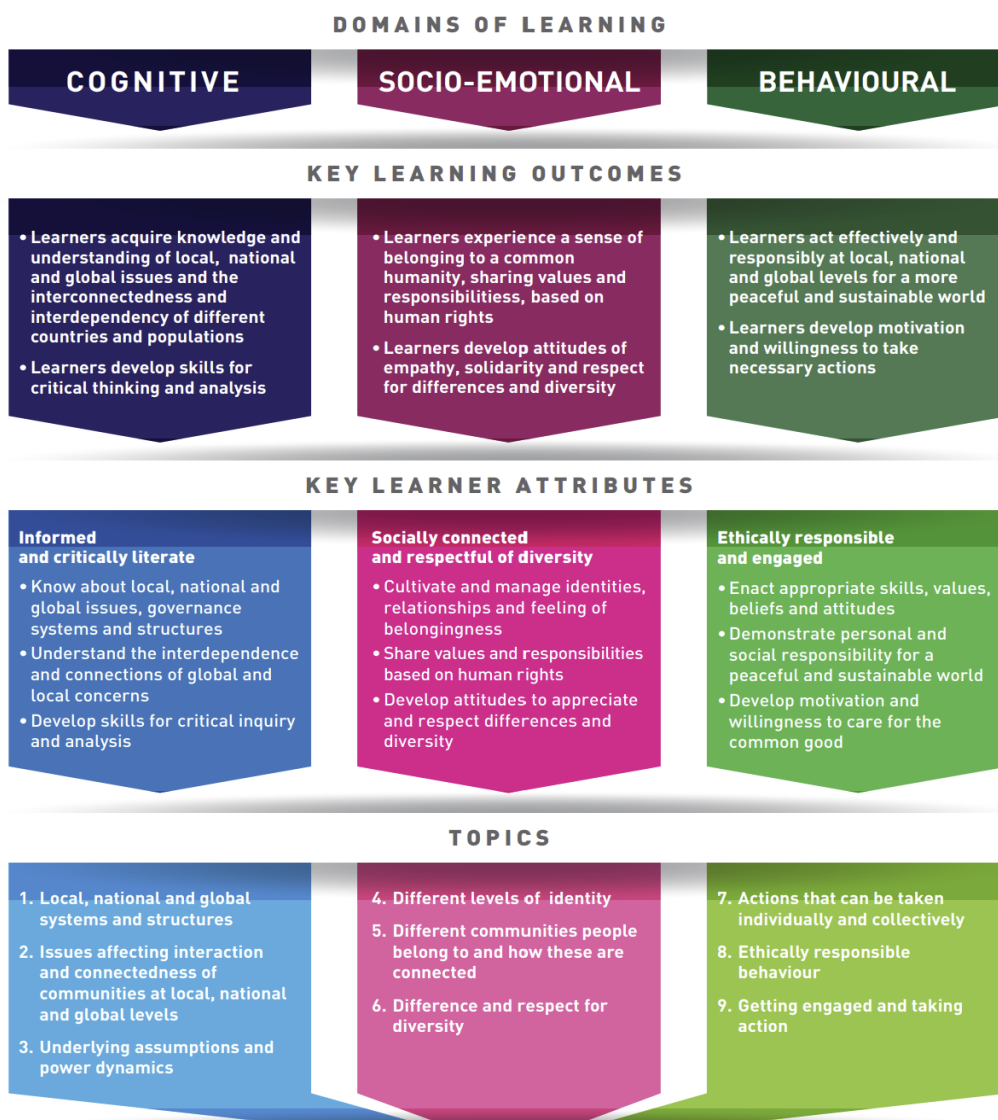 DOMAINS OF LEARNING
COGNITIVE
SOCIO-EMOTIONAL
BEHAVIOURAL
KEY LEARNING OUTCOMES
• Learners acquire knowledge and
understanding of local, national
and global issues and the
interconnectedness and
interdependency of different
countries and populations
• Learners develop skills for
critical thinking and analysis
• Learners experience a sense of
belonging to a common
humanity, sharing values and
responsibilitiess, based on
human rights
• Learners develop attitudes of
empathy, solidarity and respect
for differences and diversity
• Learners act effectively and
responsibly at local, national
and global levels for a more
peaceful and sustainable world
• Learners develop motivation
and willingness to take
necessary actions
KEY LEARNER ATTRIBUTES
Informed
and critically literate
• Know about local, national and
global issues, governance
systems and structures
• Understand the interdependence
and connections of global and
local concerns
• Develop skills for critical inquiry
and analysis
Socially connected
and respectful of diversity
• Cultivate and manage identities,
relationships and feeling of
belongingness
• Share values and responsibilities
based on human rights
• Develop attitudes to appreciate
and respect differences and
diversity
Ethically responsible
and engaged
• Enact appropriate skills, values,
beliefs and attitudes
• Demonstrate personal and
social responsibility for a
peaceful and sustainable world
• Develop motivation and
willingness to care for the
common good
TOPICS
1. Local, national and global
systems and structures
2. Issues affecting interaction
and connectedness of
communities at local, national
and global levels
3. Underlying assumptions and
power dynamics
4. Different levels of identity
5. Different communities people
belong to and how these are
connected
6. Difference and respect for
diversity
7. Actions that can be taken
individually and collectively
8. Ethically responsible
behaviour
9. Getting engaged and taking
action